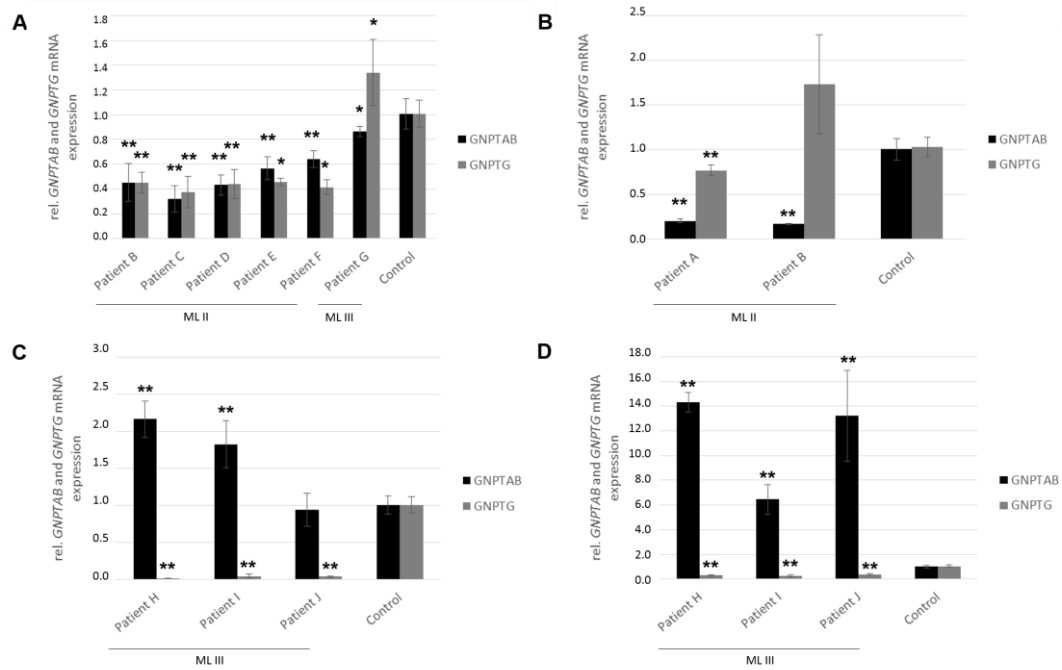 A
rel. GNPTAB and GNPTG mRNA
expression
1.8
1.6
1.4
1.2
1.0
0.8
0.6
0.4
0.2
0.0
** ** ** ** ** ** ** * ** * * *
GNPTAB
GNPTG
Patient B
Patient C
Patient D
Patient E
Patient F
Patient G
Control
ML II
ML III
B
rel. GNPTAB and GNPTG mRNA
expression
2.5
2.0
1.5
1.0
0.5
0.0
** ** **
GNPTAB
GNPTG
Patient A
Patient B
Control
ML II
C
rel. GNPTAB and GNPTG mRNA
expression
3.0
2.5
2.0
1.5
1.0
0.5
0.0
** ** ** ** **
GNPTAB
GNPTG
Patient H
Patient I
Patient J
Control
ML III
D
rel. GNPTAB and GNPTG mRNA
expression
18.0
16.0
14.0
12.0
10.0
8.0
6.0
4.0
2.0
0.0
** ** ** ** ** **
GNPTAB
GNPTG
Patient H
Patient I
Patient J
Control
ML III